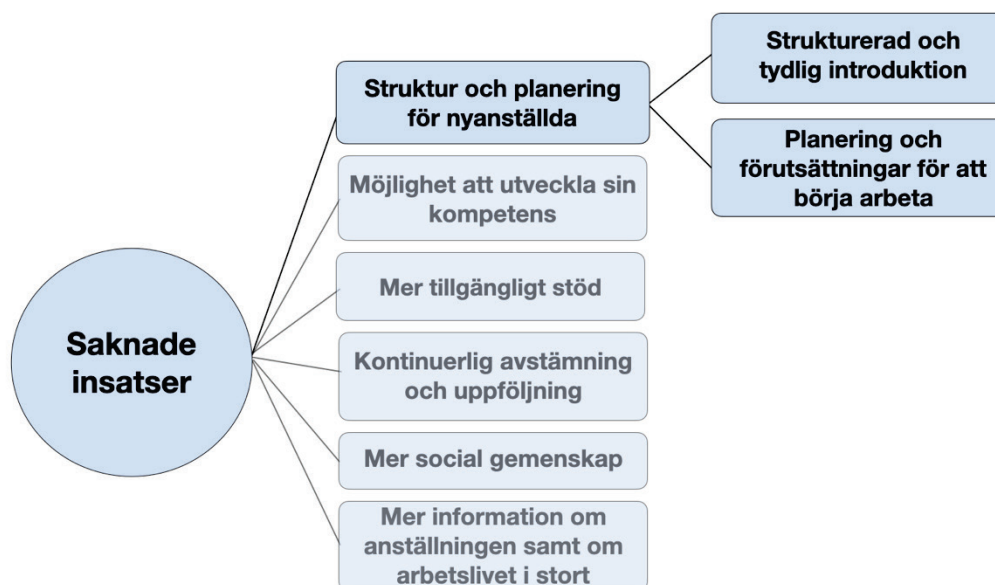 Saknade
insatser
Struktur och planering
för nyanställda
Möjlighet att utveckla sin
kompetens
Mer tillgängligt stöd
Kontinuerlig avstämning
och uppföljning
Mer social gemenskap
Mer information om
anställningen samt om
arbetslivet i stort
Strukturerad och
tydlig introduktion
Planering och
förutsättningar för att
börja arbeta